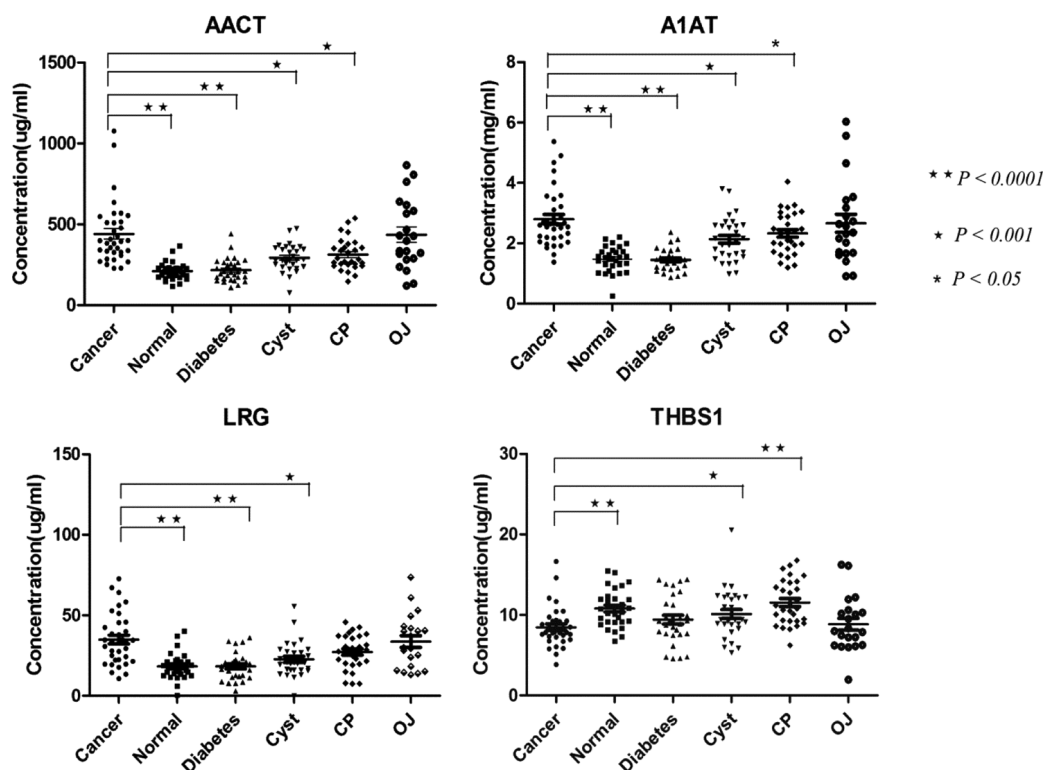 AACT
Concentration(ug/ml)
1500
1000
500
0
★
★
★ ★
★ ★
Cancer
Normal
Diabetes
Cyst
CP
OJ
A1AT
Concentration(mg/ml)
8
6
4
2
0
*
★
★ ★
★ ★
Cancer
Normal
Diabetes
Cyst
CP
OJ
★ ★ P < 0.0001
★ P < 0.001
* P < 0.05
LRG
Concentration(ug/ml)
150
100
50
0
★
★ ★
★ ★
Cancer
Normal
Diabetes
Cyst
CP
OJ
THBS1
Concentration(ug/ml)
30
20
10
0
★ ★
★
★ ★
Cancer
Normal
Diabetes
Cyst
CP
OJ